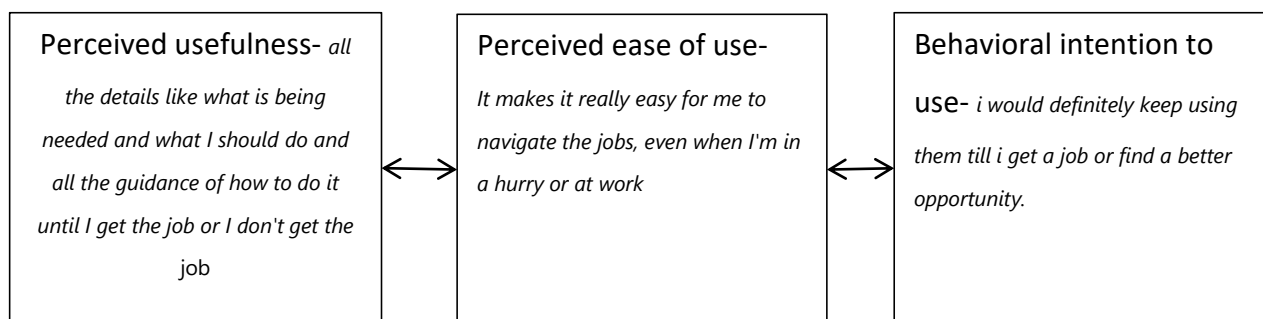 Perceived usefulness- all
the details like what is being
needed and what I should do and
all the guidance of how to do it
until I get the job or I don't get the
job
Perceived ease of use-
It makes it really easy for me to
navigate the jobs, even when I'm in
a hurry or at work
Behavioral intention to
use- i would definitely keep using
them till i get a job or find a better
opportunity.